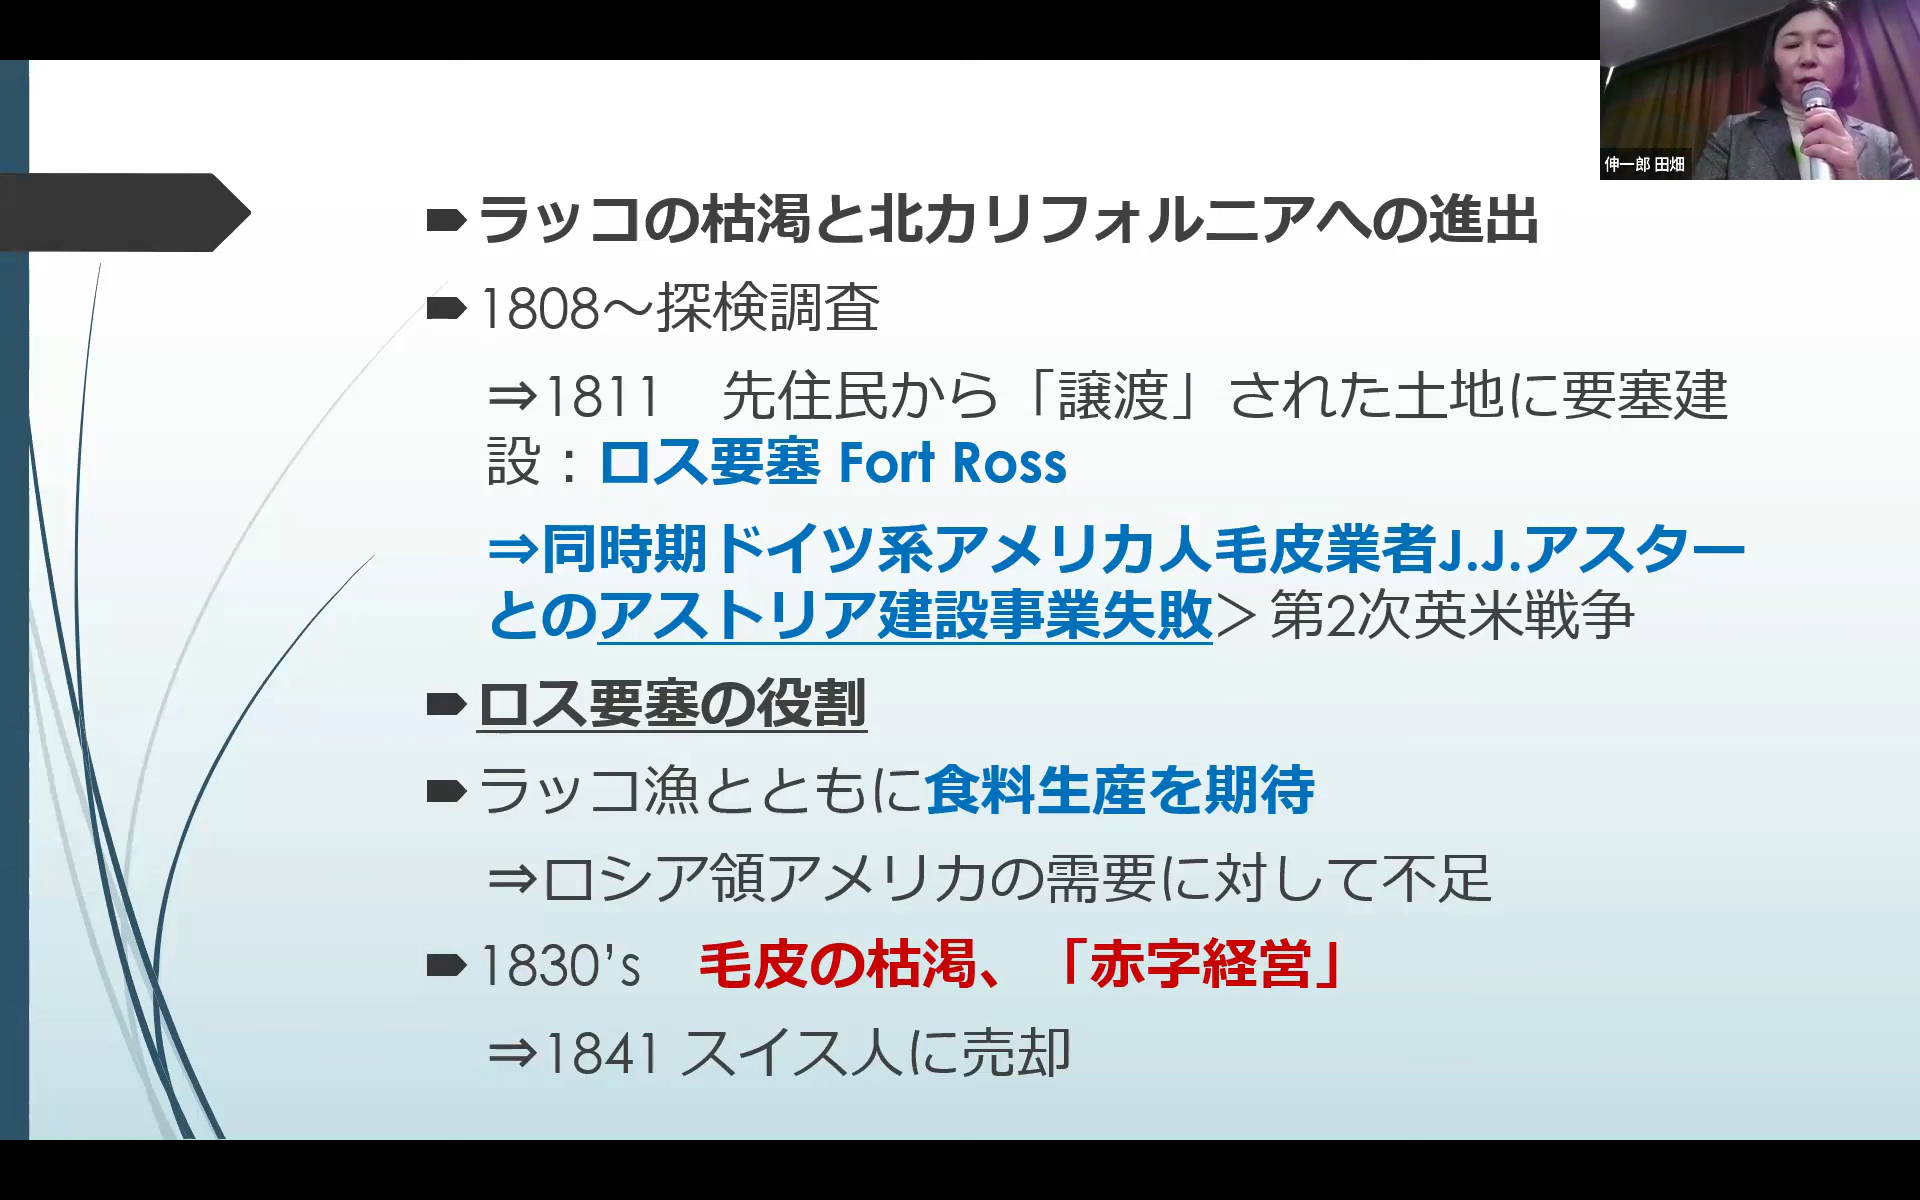 伸一郎 田畑
ラッコの枯渇と北カリフォルニアへの進出
1808～探検調査
⇒1811　先住民から「譲渡」された土地に要塞建
設：ロス要塞 Fort Ross
⇒同時期ドイツ系アメリカ人毛皮業者J.J.アスター
とのアストリア建設事業失敗＞第2次英米戦争
ロス要塞の役割
ラッコ漁とともに食料生産を期待
⇒ロシア領アメリカの需要に対して不足
1830’s　毛皮の枯渇、「赤字経営」
⇒1841 スイス人に売却